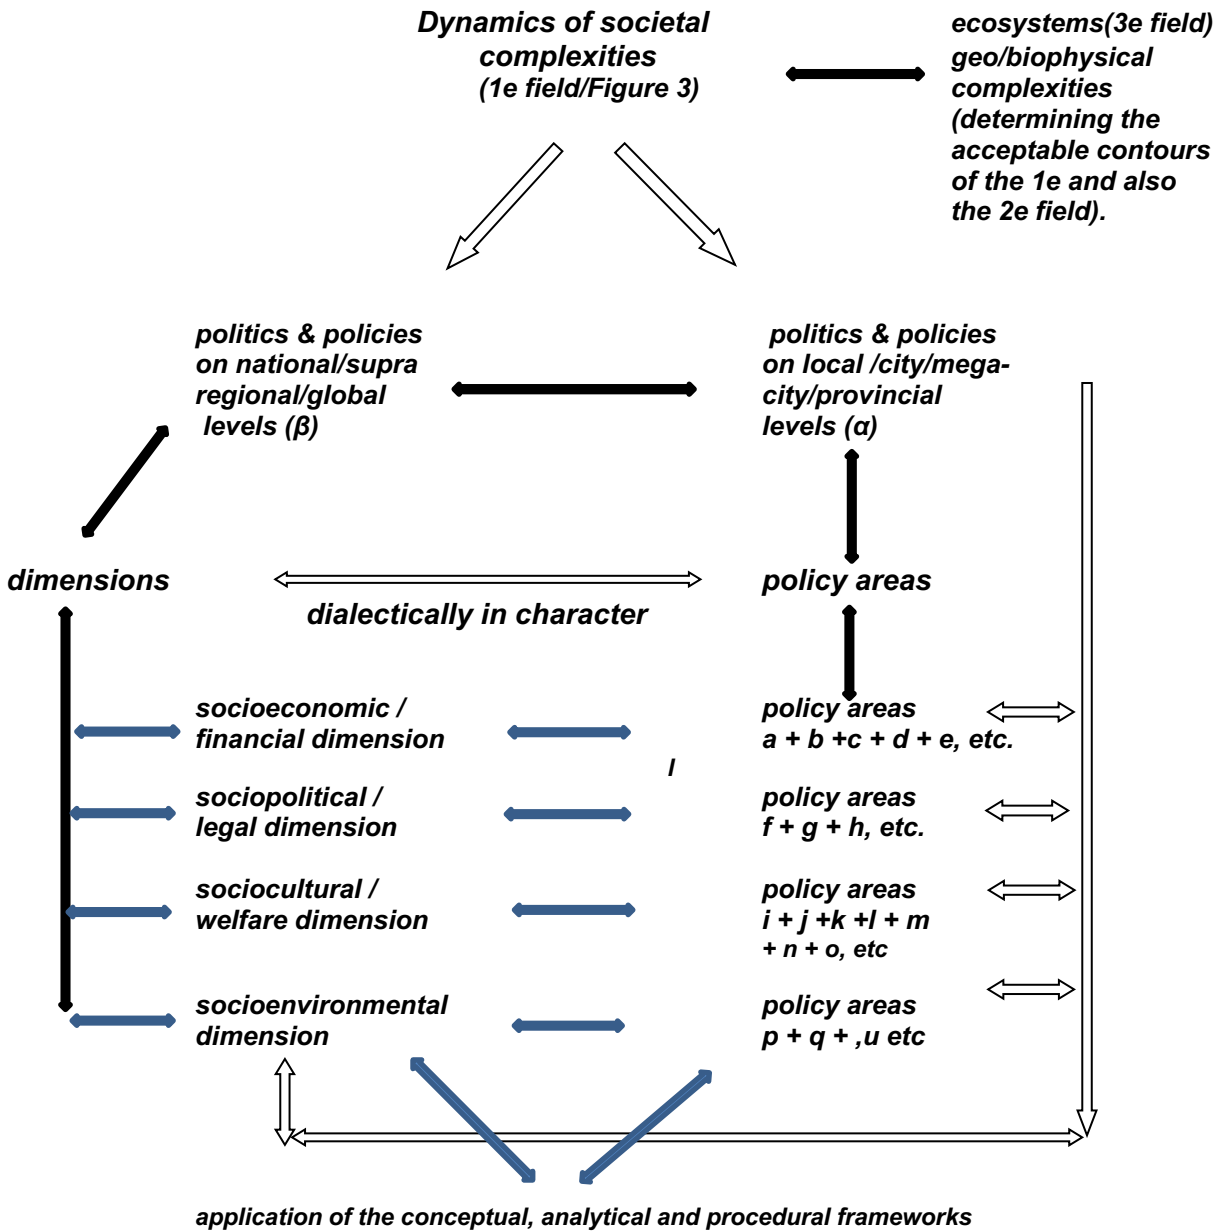 Dynamics of societal
complexities
(1e field/Figure 3)
ecosystems(3e field)
geo/biophysical
complexities
(determining the
acceptable contours
of the 1e and also
the 2e field).
politics & policies
on national/supra
regional/global
levels (β)
politics & policies
on local /city/mega-
city/provincial
levels (α)
dimensions
dialectically in character
policy areas
socioeconomic /
financial dimension
policy areas
a + b +c + d + e, etc.
l
sociopolitical /
legal dimension
policy areas
f + g + h, etc.
sociocultural /
welfare dimension
policy areas
i + j +k +l + m
+ n + o, etc
socioenvironmental
dimension
policy areas
p + q + ,u etc
application of the conceptual, analytical and procedural frameworks